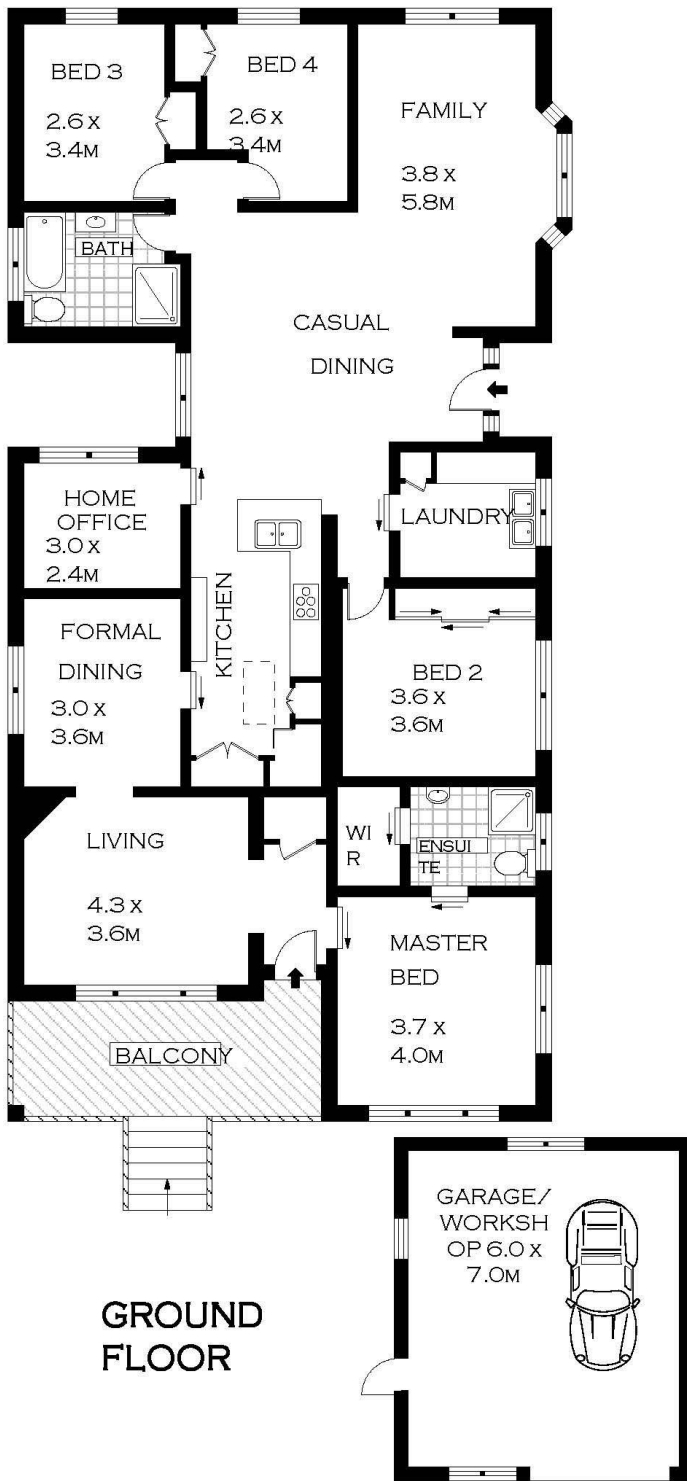 BED 3
2.6 X
3.4M
BED 4
2.6 X
3.4M
FAMILY
3.8 X
5.8M
BATH
CASUAL
DINING
HOME
OFFICE
3.0 X
2.4M
LAUNDRY
KITCHEN
FORMAL
DINING
3.0 X
3.6M
BED 2
3.6 X
3.6M
LIVING
4.3 X
3.6M
WI
R
ENSUI
TE
MASTER
BED
3.7 X
4.0M
BALCONY
GARAGE/
WORKSH
OP 6.0 X
7.0M
GROUND
FLOOR